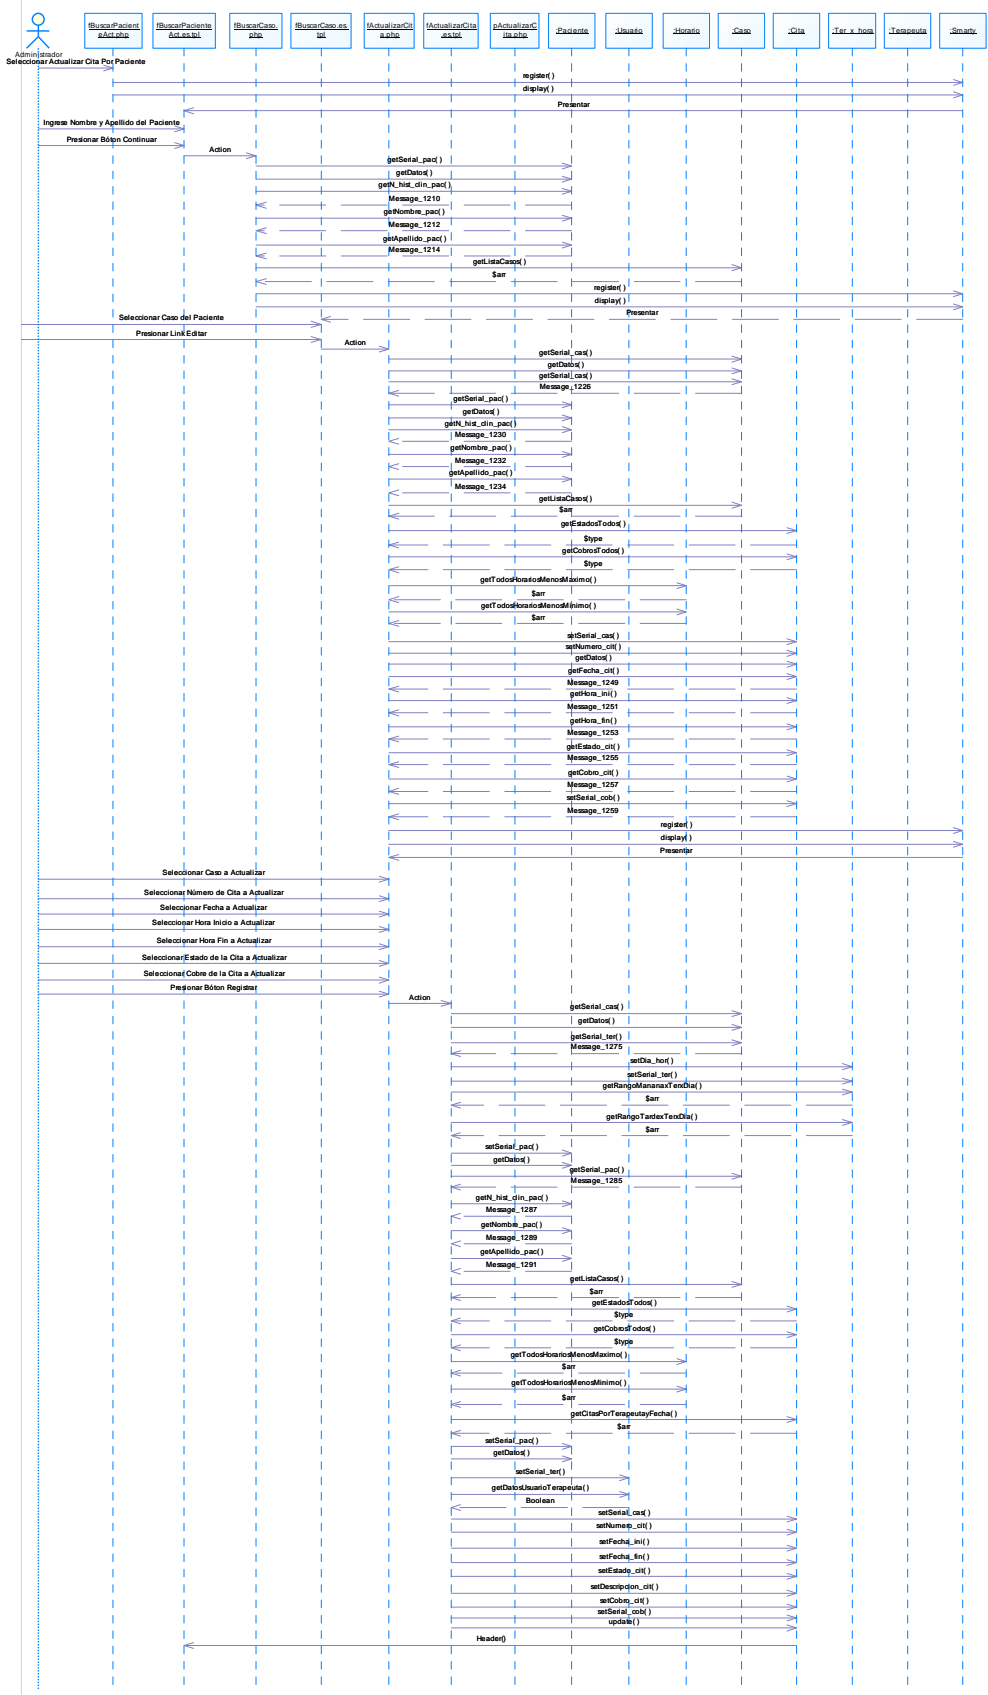 fBuscarPacient
eAct.php
fBuscarPaciente
Act.es.tpl
fBuscarCaso.
php
fBuscarCaso.es.
tpl
fActualizarCit
a.php
fActualizarCita
.es.tpl
pActualizarC
ita.php
:Paciente
:Usuario
:Horario
:Caso
:Cita
:Ter_x_hora
:Terapeuta
:Smarty
Administrador
Seleccionar Actualizar Cita Por Paciente
register( )
display( )
Presentar
Ingrese Nombre y Apellido del Paciente
Presionar Bóton Continuar
Action
getSerial_pac( )
getDatos( )
getN_hist_clin_pac( )
Message_1210
getNombre_pac( )
Message_1212
getApellido_pac( )
Message_1214
getListaCasos( )
$arr
register( )
display( )
Presentar
Seleccionar Caso del Paciente
Presionar Link Editar
Action
getSerial_cas( )
getDatos( )
getSerial_cas( )
Message_1226
getSerial_pac( )
getDatos( )
getN_hist_clin_pac( )
Message_1230
getNombre_pac( )
Message_1232
getApellido_pac( )
Message_1234
getListaCasos( )
$arr
getEstadosTodos( )
$type
getCobrosTodos( )
$type
getTodosHorariosMenosMaximo( )
$arr
getTodosHorariosMenosMinimo( )
$arr
setSerial_cas( )
setNumero_cit( )
getDatos( )
getFecha_cit( )
Message_1249
getHora_ini( )
Message_1251
getHora_fin( )
Message_1253
getEstado_cit( )
Message_1255
getCobro_cit( )
Message_1257
setSerial_cob( )
Message_1259
register( )
display( )
Presentar
Seleccionar Caso a Actualizar
Seleccionar Número de Cita a Actualizar
Seleccionar Fecha a Actualizar
Seleccionar Hora Inicio a Actualizar
Seleccionar Hora Fin a Actualizar
Seleccionar Estado de la Cita a Actualizar
Seleccionar Cobre de la Cita a Actualizar
Presionar Bóton Registrar
Action
getSerial_cas( )
getDatos( )
getSerial_ter( )
Message_1275
setDia_hor( )
setSerial_ter( )
getRangoMananaxTerxDia( )
$arr
getRangoTardexTerxDia( )
$arr
setSerial_pac( )
getDatos( )
getSerial_pac( )
Message_1285
getN_hist_clin_pac( )
Message_1287
getNombre_pac( )
Message_1289
getApellido_pac( )
Message_1291
getListaCasos( )
$arr
getEstadosTodos( )
$type
getCobrosTodos( )
$type
getTodosHorariosMenosMaximo( )
$arr
getTodosHorariosMenosMinimo( )
$arr
getCitasPorTerapeutayFecha( )
$arr
setSerial_pac( )
getDatos( )
setSerial_ter( )
getDatosUsuarioTerapeuta( )
Boolean
setSerial_cas( )
setNumero_cit( )
setFecha_ini( )
setFecha_fin( )
setEstado_cit( )
setDescripcion_cit( )
setCobro_cit( )
setSerial_cob( )
update( )
Header()